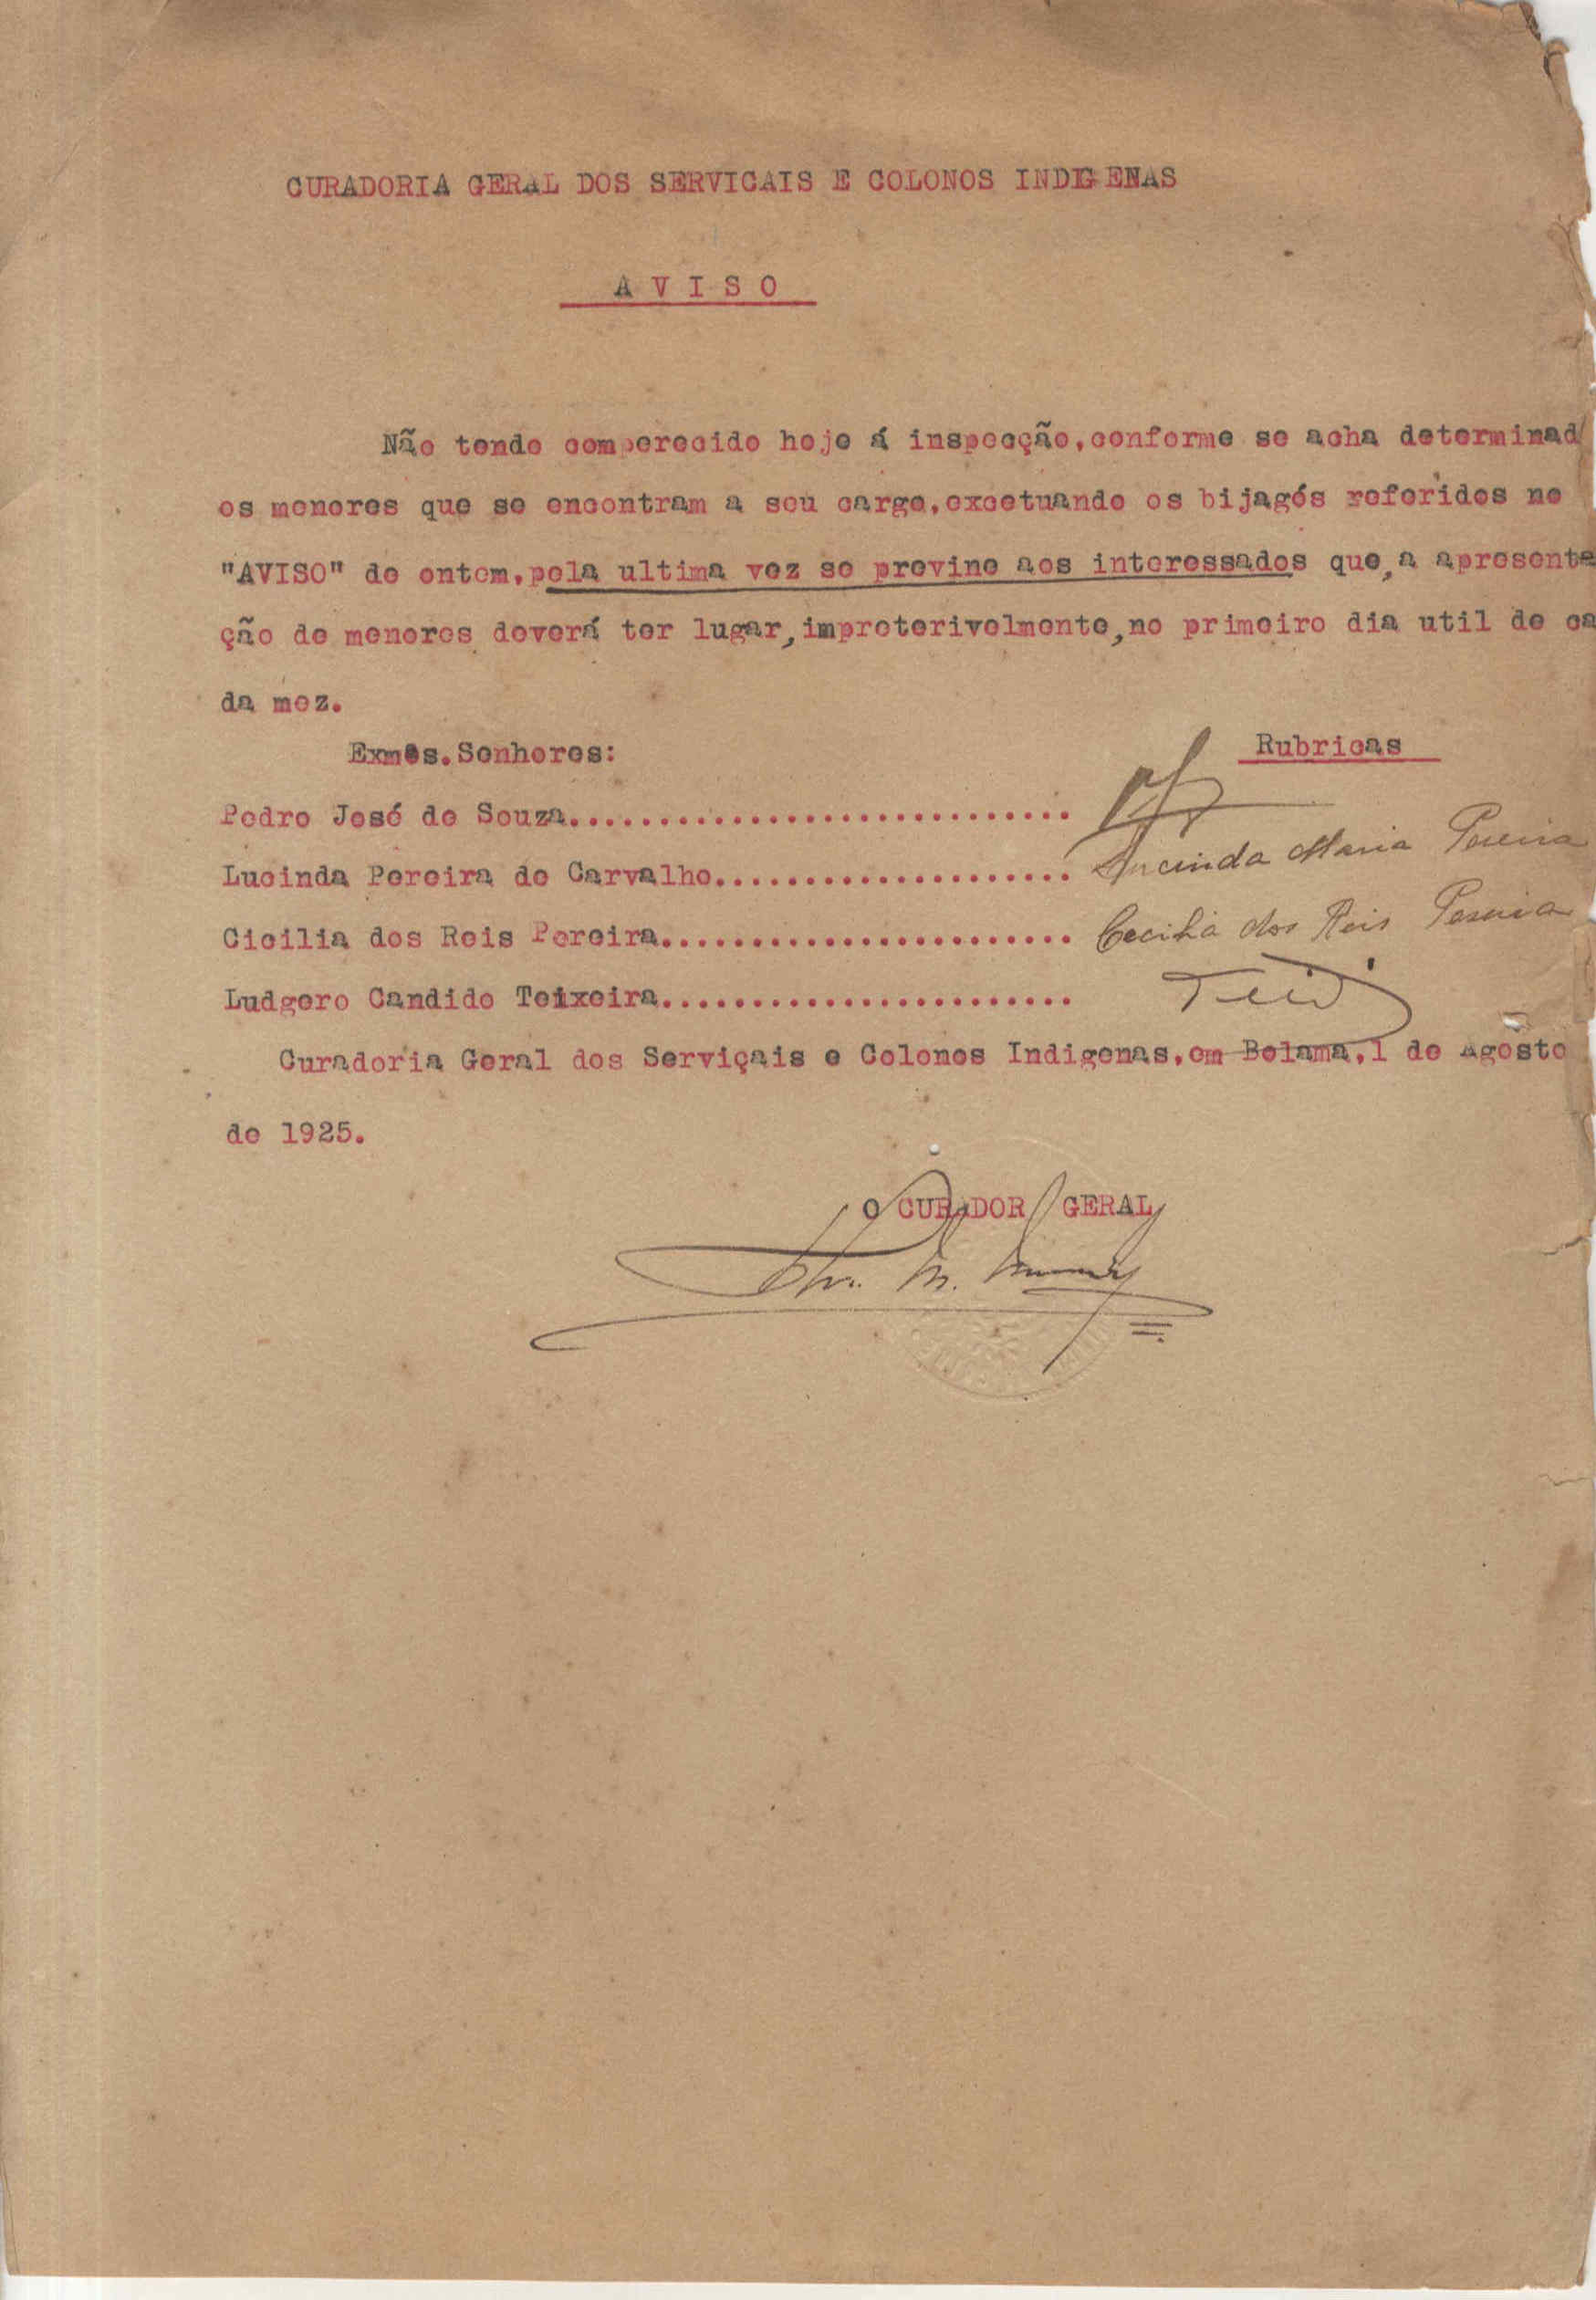 CURADORIA GERAL DOS SERVICAIS E COLONOS INDIGENAS
AVISO
Não tendo comperecido hoje á inspecção,conforme se acha determinad
os menores que se encontram a seu cargo,excetuando os bijagós referidos no
"AVISO" de ontem,pela ultima vez se previne aos interessados que,a apresenta
ção de menores deverá ter lugar,impreterivelmente,no primeiro dia util de ca
da mez.
Exmos.Senhores: Rubricas
Pedro José de Souza............................
Lucinda Pereira de Carvalho.................... Lucinda Maria Pereira
Cicilia dos Reis Pereira....................... Cecilia dos Reis Pereira
Ludgero Candido Teixeira.......................
Curadoria Geral dos Serviçais e Colonos Indigenas,em Bolama,1 de Agosto
de 1925.
O CURADOR GERAL